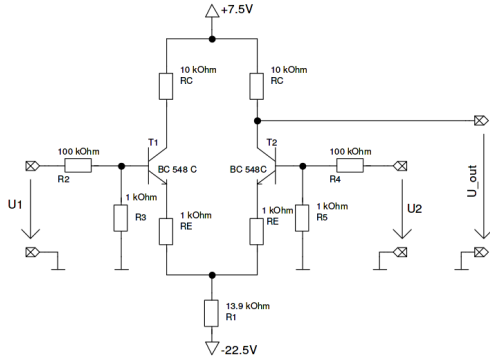 +7.5V
10 kOhm
RC
10 kOhm
RC
T1
T2
100 kOhm
BC 548 C
BC 548C
100 kOhm
R2
R4
U1
1 kOhm
R3
1 kOhm
RE
1 kOhm
RE
1 kOhm
R5
U2
U_out
13.9 kOhm
R1
-22.5V